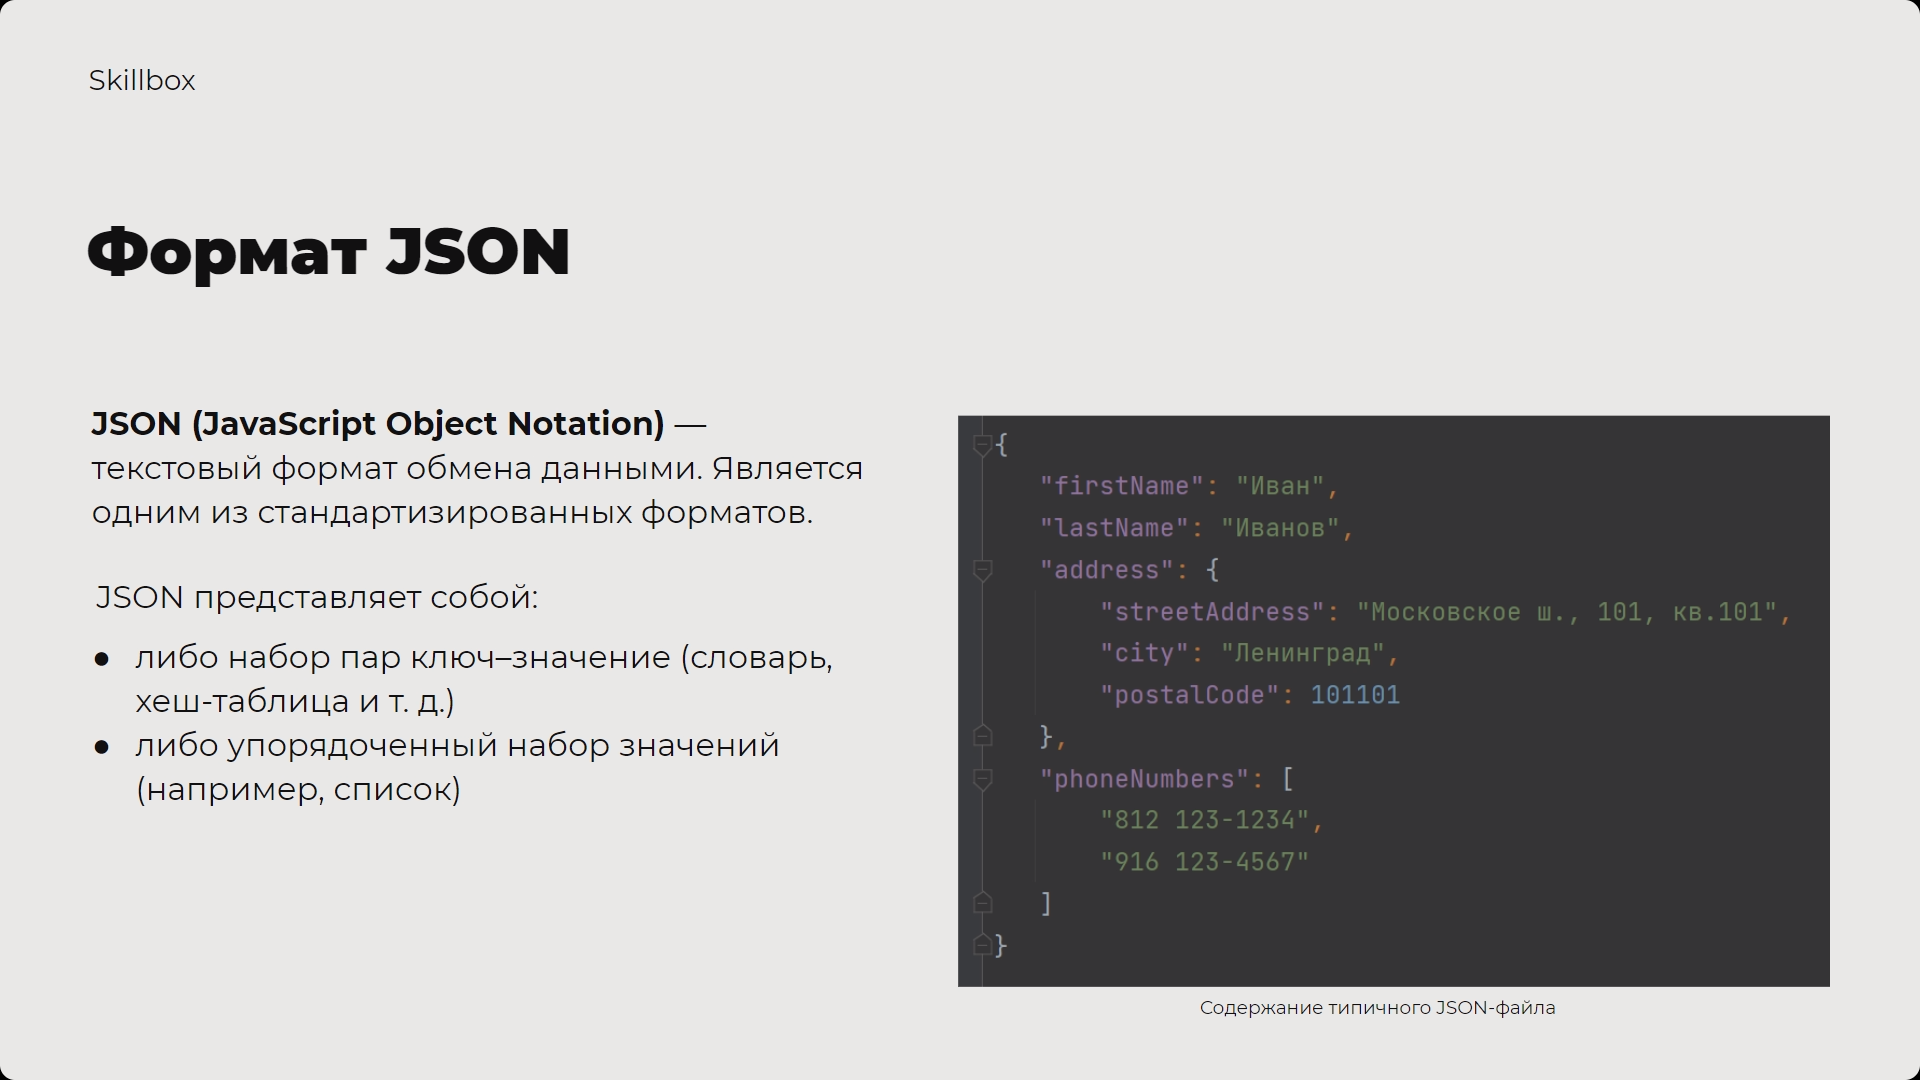 Skillbox
Формат JSON
JSON (JavaScript Object Notation) —
текстовый формат обмена данными. Является
одним из стандартизированных форматов.
JSON представляет собой:
● либо набор пар ключ–значение (словарь,
хеш-таблица и т. д.)
● либо упорядоченный набор значений
(например, список)
{
"firstName": "Иван",
"lastName": "Иванов",
"address": {
"streetAddress": "Московское ш., 101, кв.101",
"city": "Ленинград",
"postalCode": 101101
},
"phoneNumbers": [
"812 123-1234",
"916 123-4567"
]
}
Содержание типичного JSON-файла